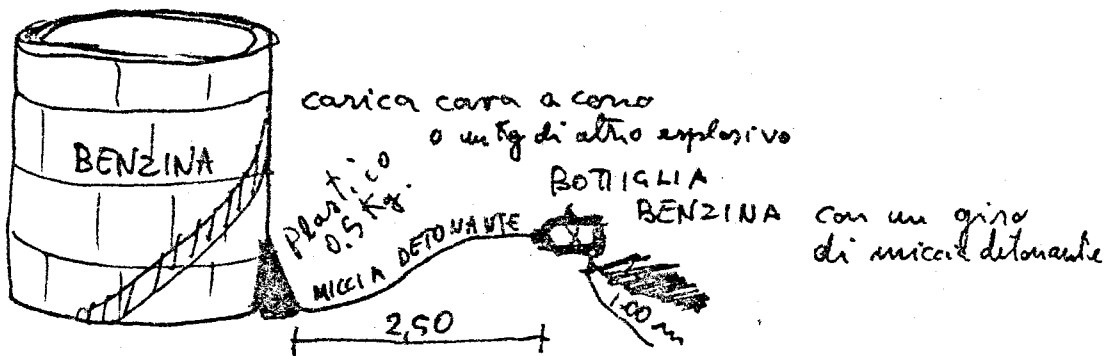 carica cava a cono
o un Kg di altro esplosivo
BENZINA
Plastico
0.5 Kg.
MICCIA DETONANTE
BOTTIGLIA
BENZINA con un giro
di miccia detonante
2,50
1.00 m